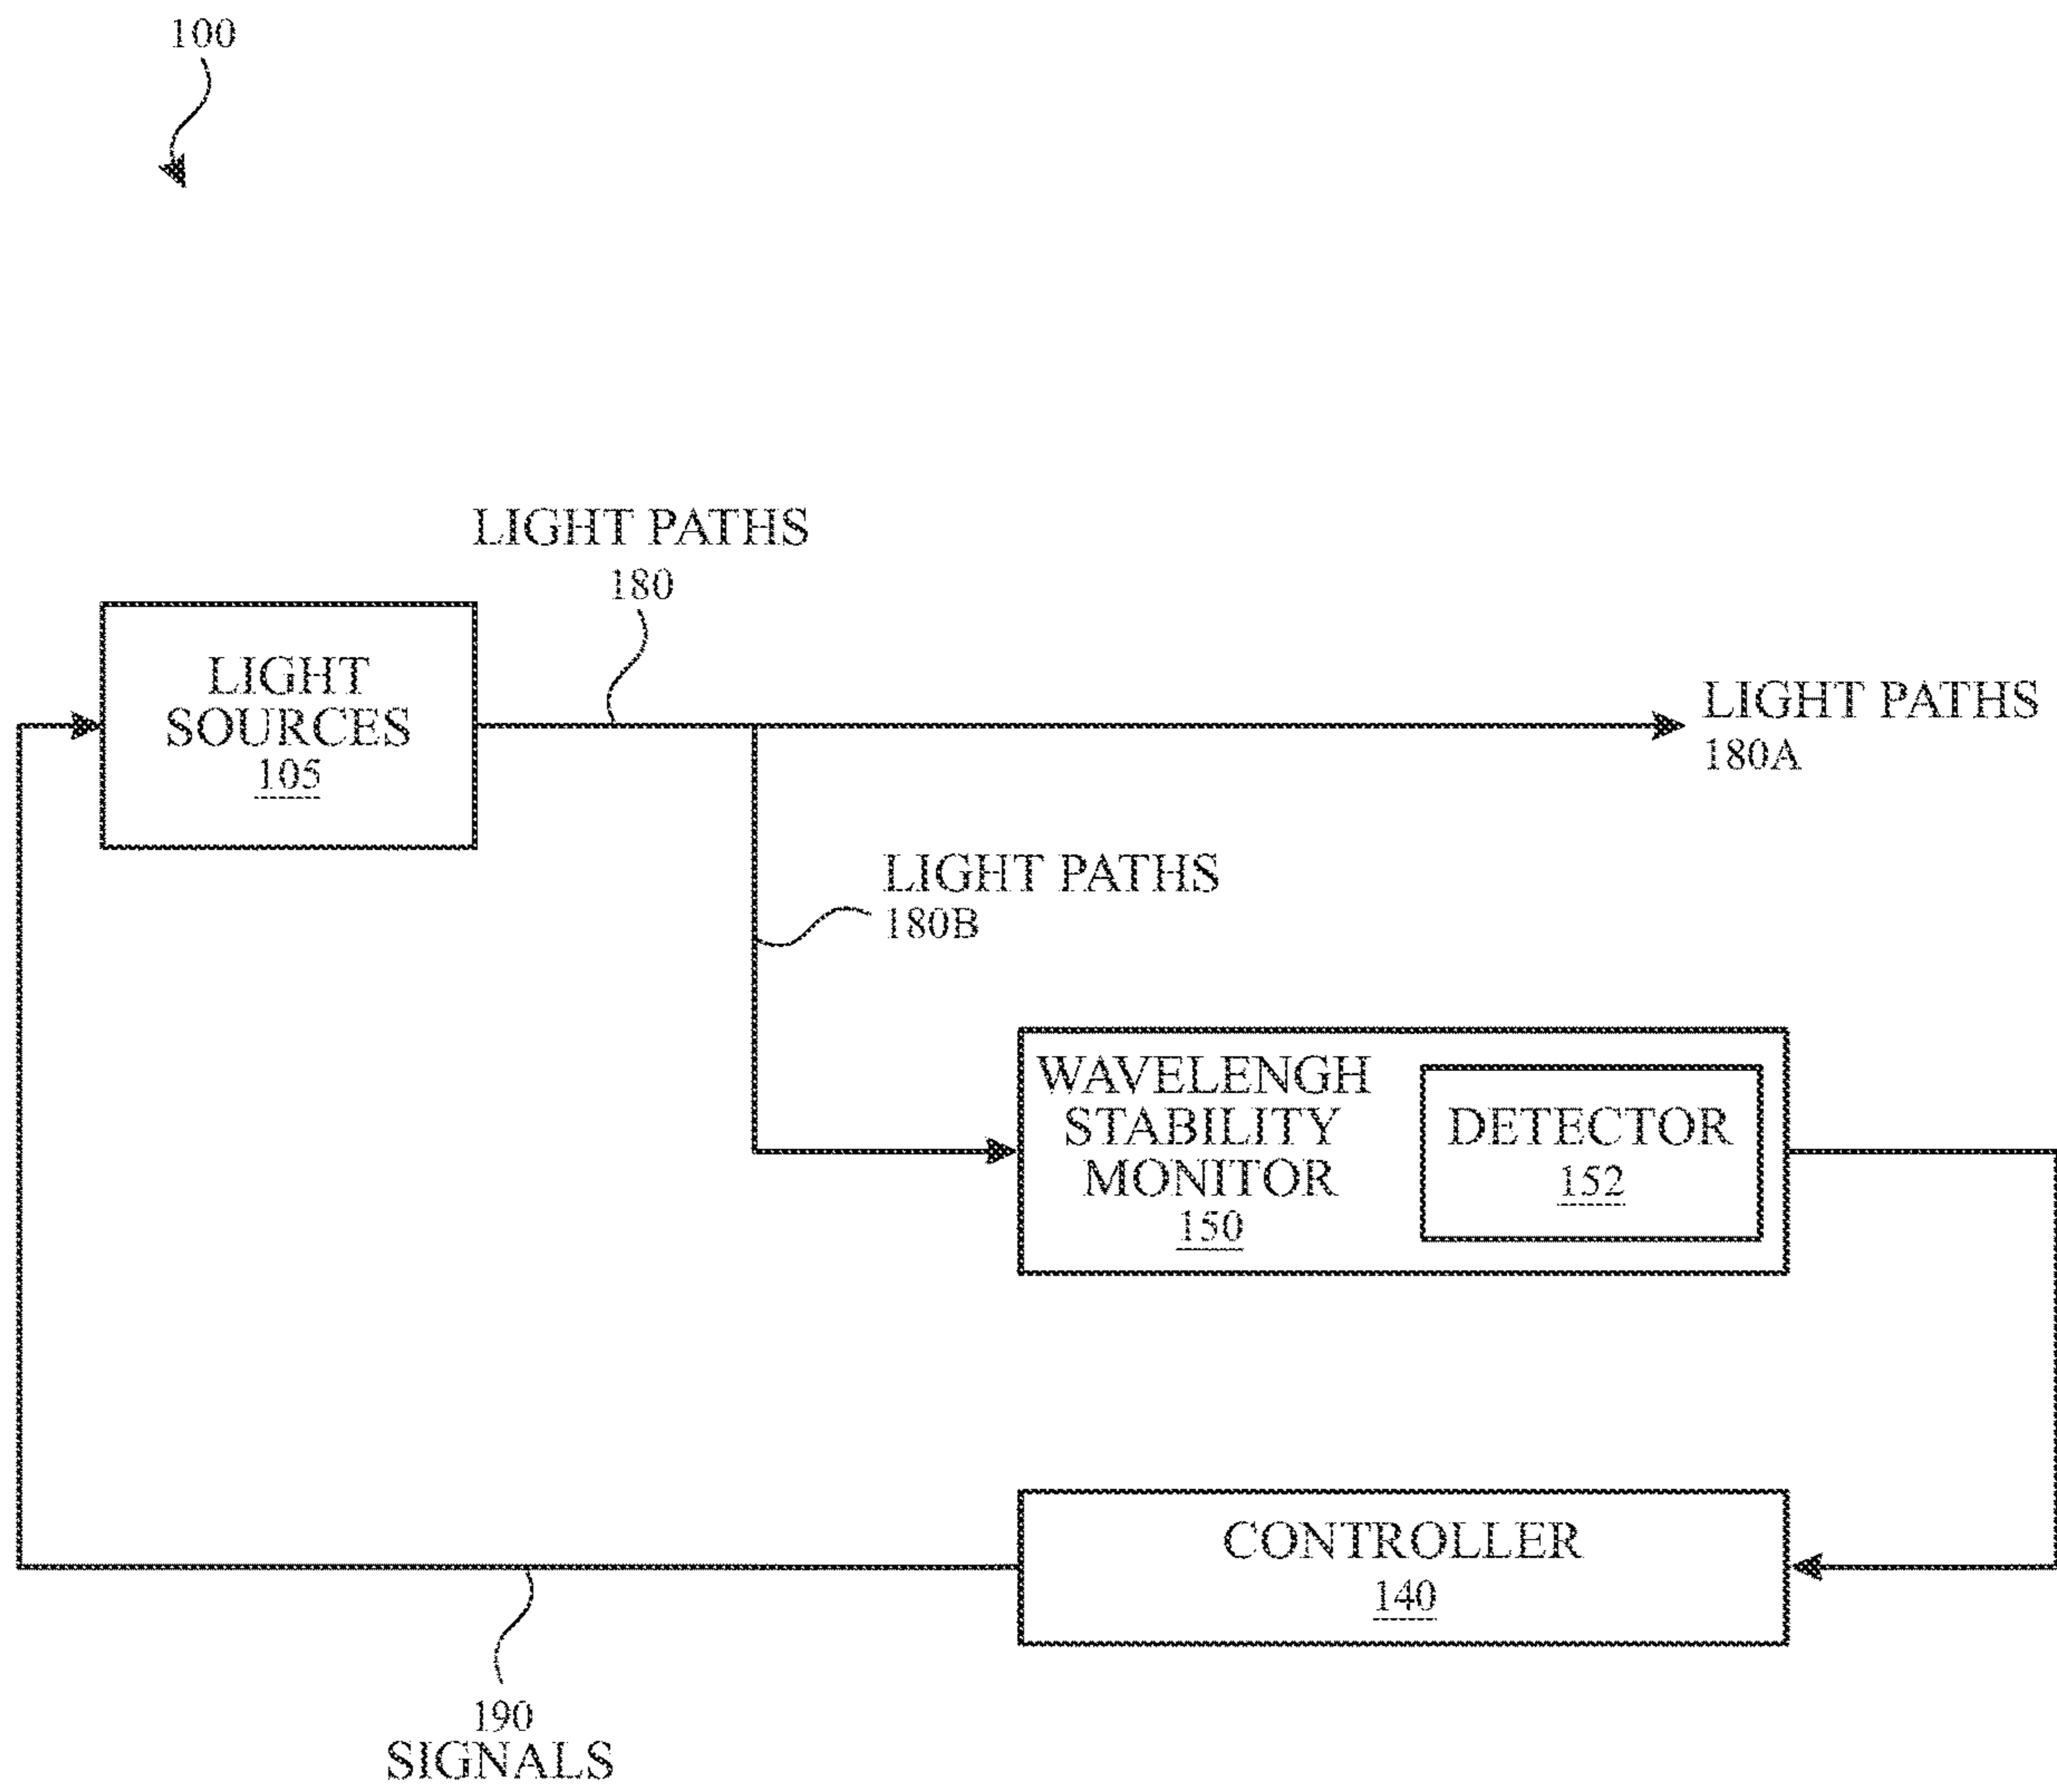 100
LIGHT PATHS
180
LIGHT
SOURCES
105
LIGHT PATHS
180A
LIGHT PATHS
180B
WAVELENGH
STABILITY
MONITOR
150
DETECTOR
152
CONTROLLER
140
190
SIGNALS